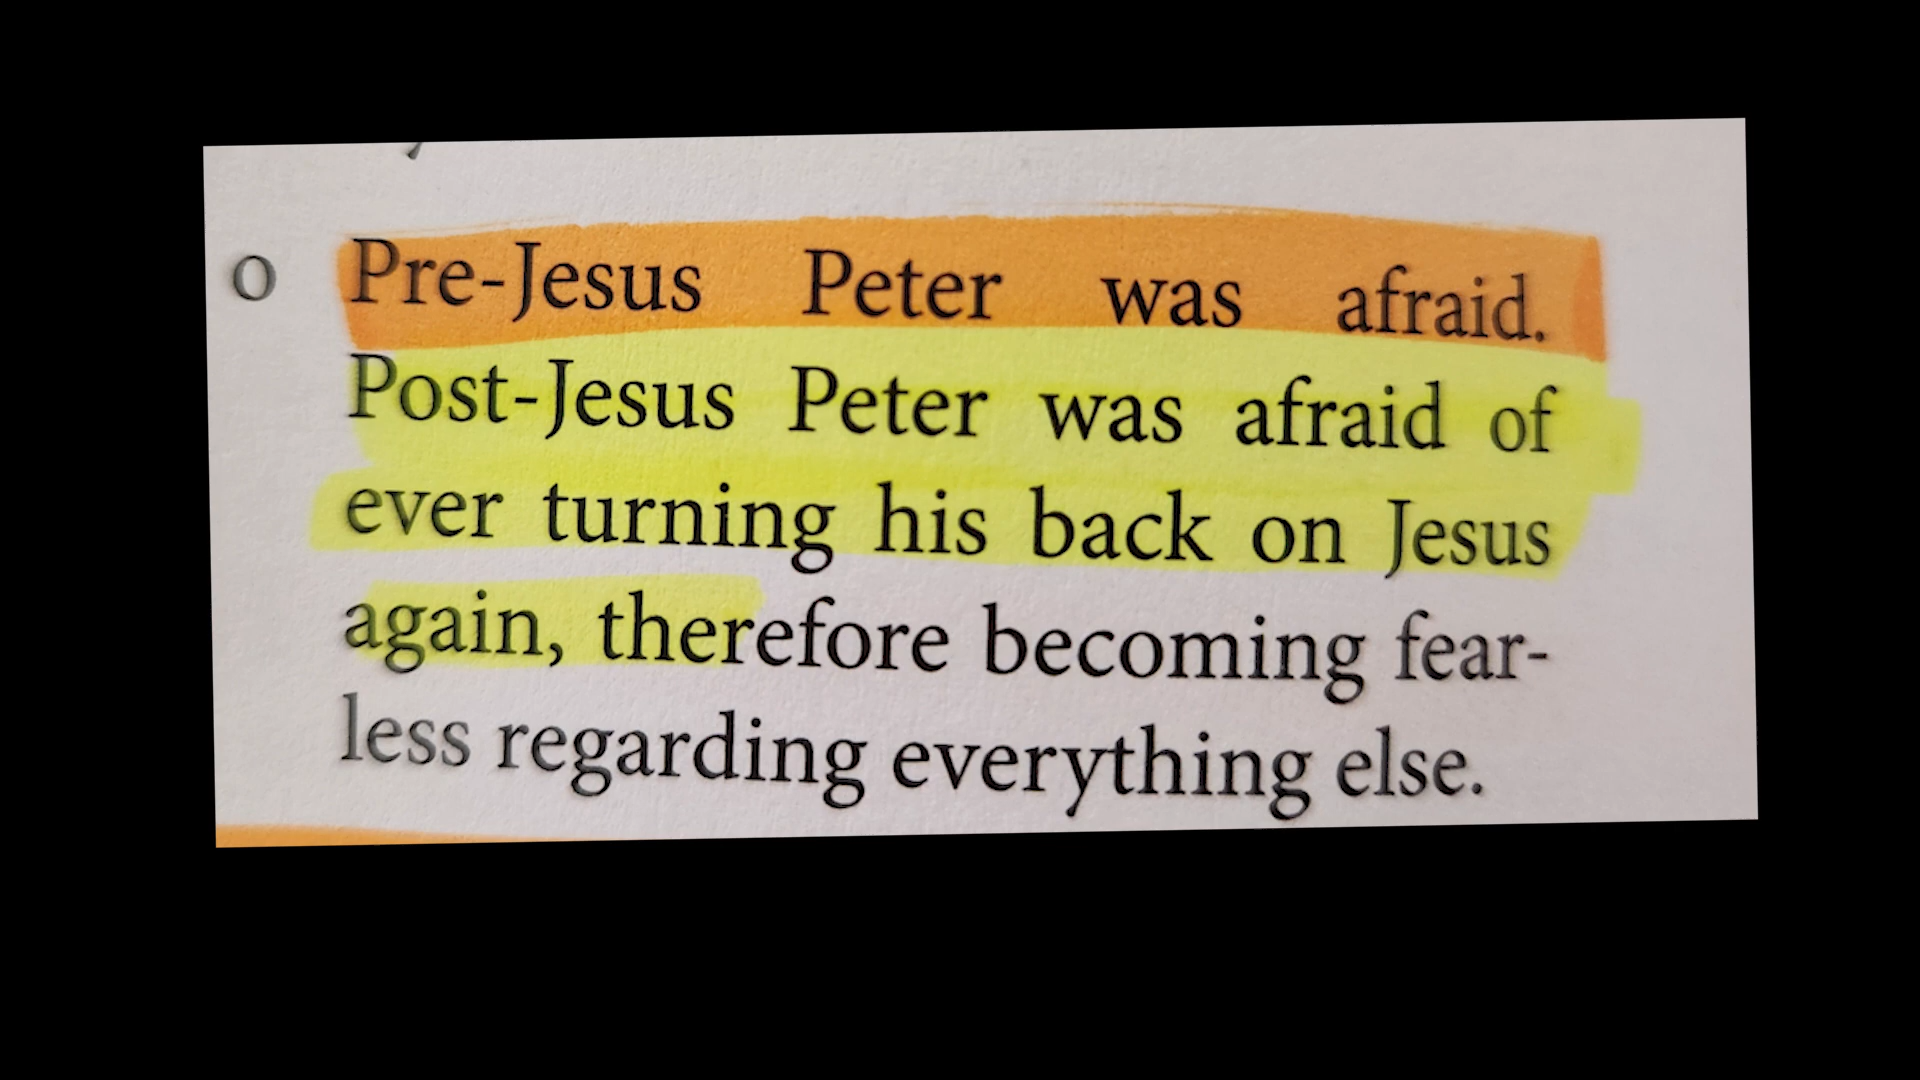 o Pre-Jesus Peter was afraid.
Post-Jesus Peter was afraid of
ever turning his back on Jesus
again, therefore becoming fear-
less regarding everything else.